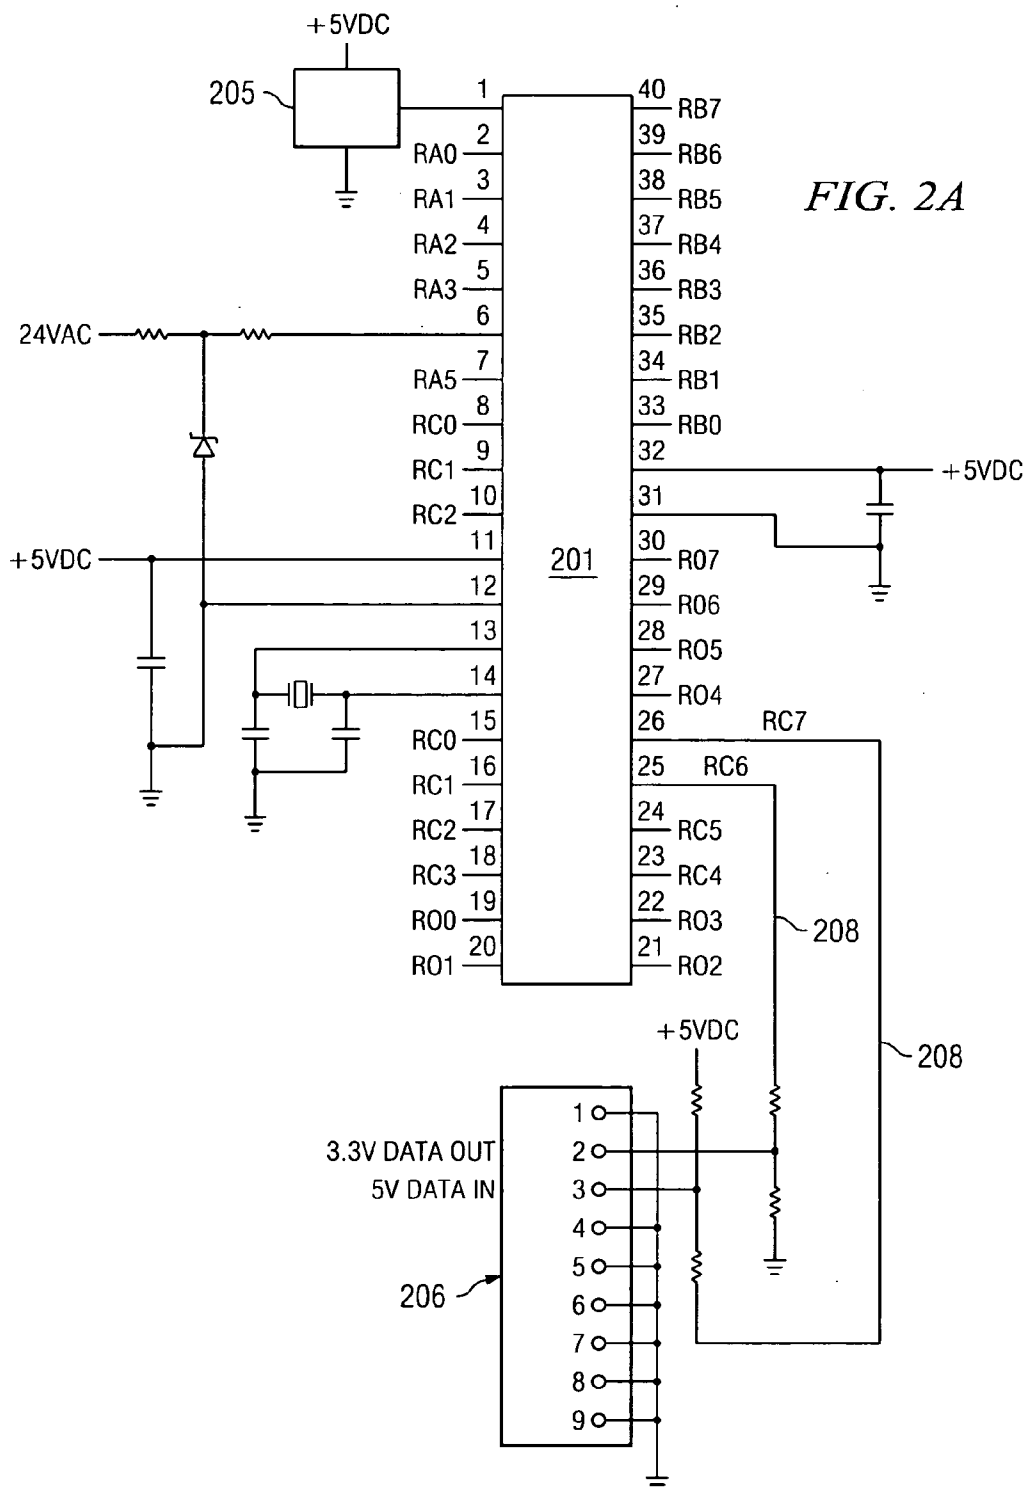 +5VDC
205
1 40 RB7
RA0 2 39 RB6
RA1 3 38 RB5
FIG. 2A
RA2 4 37 RB4
RA3 5 36 RB3
24VAC 6 35 RB2
RA5 7 34 RB1
RC0 8 33 RB0
RC1 9 32 +5VDC
RC2 10 31
+5VDC 11 201 30 R07
12 29 R06
13 28 RO5
14 27 RO4
RC0 15 26 RC7
RC1 16 25 RC6
RC2 17 24 RC5
RC3 18 23 RC4
RO0 19 22 RO3
RO1 20 21 RO2
208
+5VDC
208
1
3.3V DATA OUT 2
5V DATA IN 3
4
5
206
6
7
8
9